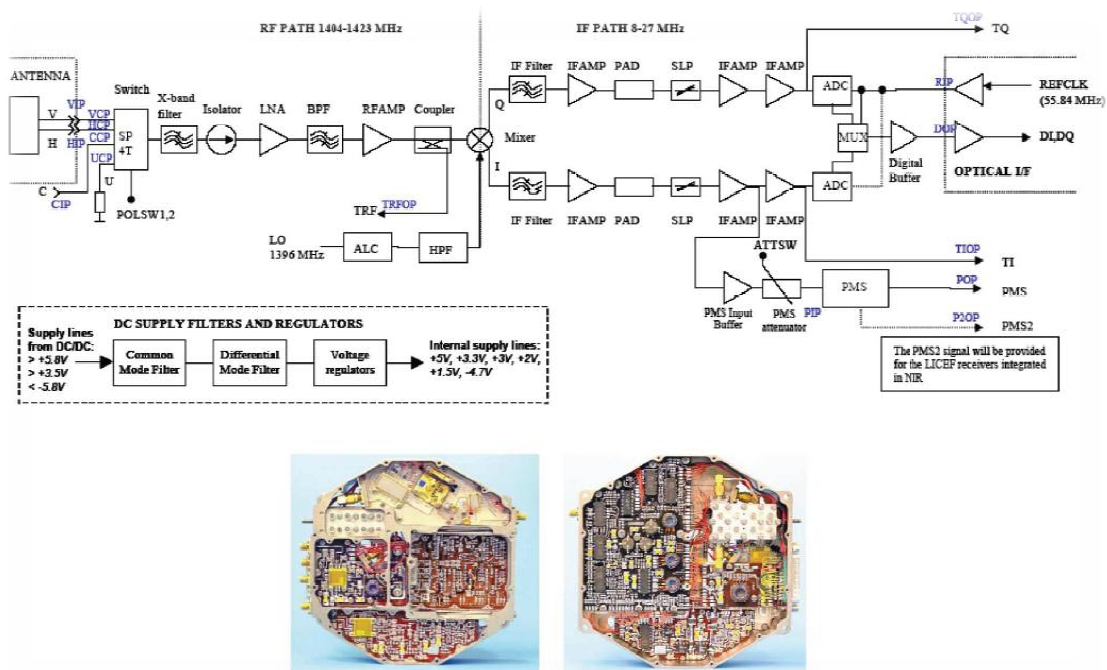 RF PATH 1404-1423 MHz
IF PATH 8-27 MHz
TQOP
TQ
ANTENNA
V
H
VIP
HIP
VCP
HCP
CCP
UCP
U
C
CIP
Switch
SP
4T
POLSW1,2
X-band
filter
Isolator
LNA
BPF
RFAMP
Coupler
TRF
TRFOP
Mixer
Q
I
LO
1396 MHz
ALC
HPF
IF Filter
IFAMP
PAD
SLP
IFAMP
IFAMP
ADC
RIP
REFCLK
(55.84 MHz)
MUX
DOP
DI,DQ
Digital
Buffer
OPTICAL I/F
ADC
IF Filter
IFAMP
PAD
SLP
IFAMP
IFAMP
ATTSW
TIOP
TI
PMS Input
Buffer
PMS
attenuator
PIP
PMS
POP
PMS
P2OP
PMS2
The PMS2 signal will be provided
for the LICEF receivers integrated
in NIR
DC SUPPLY FILTERS AND REGULATORS
Supply lines
from DC/DC:
> +5.8V
> +3.5V
< -5.8V
Common
Mode Filter
Differential
Mode Filter
Voltage
regulators
Internal supply lines:
+5V, +3.3V, +3V, +2V,
+1.5V, -4.7V